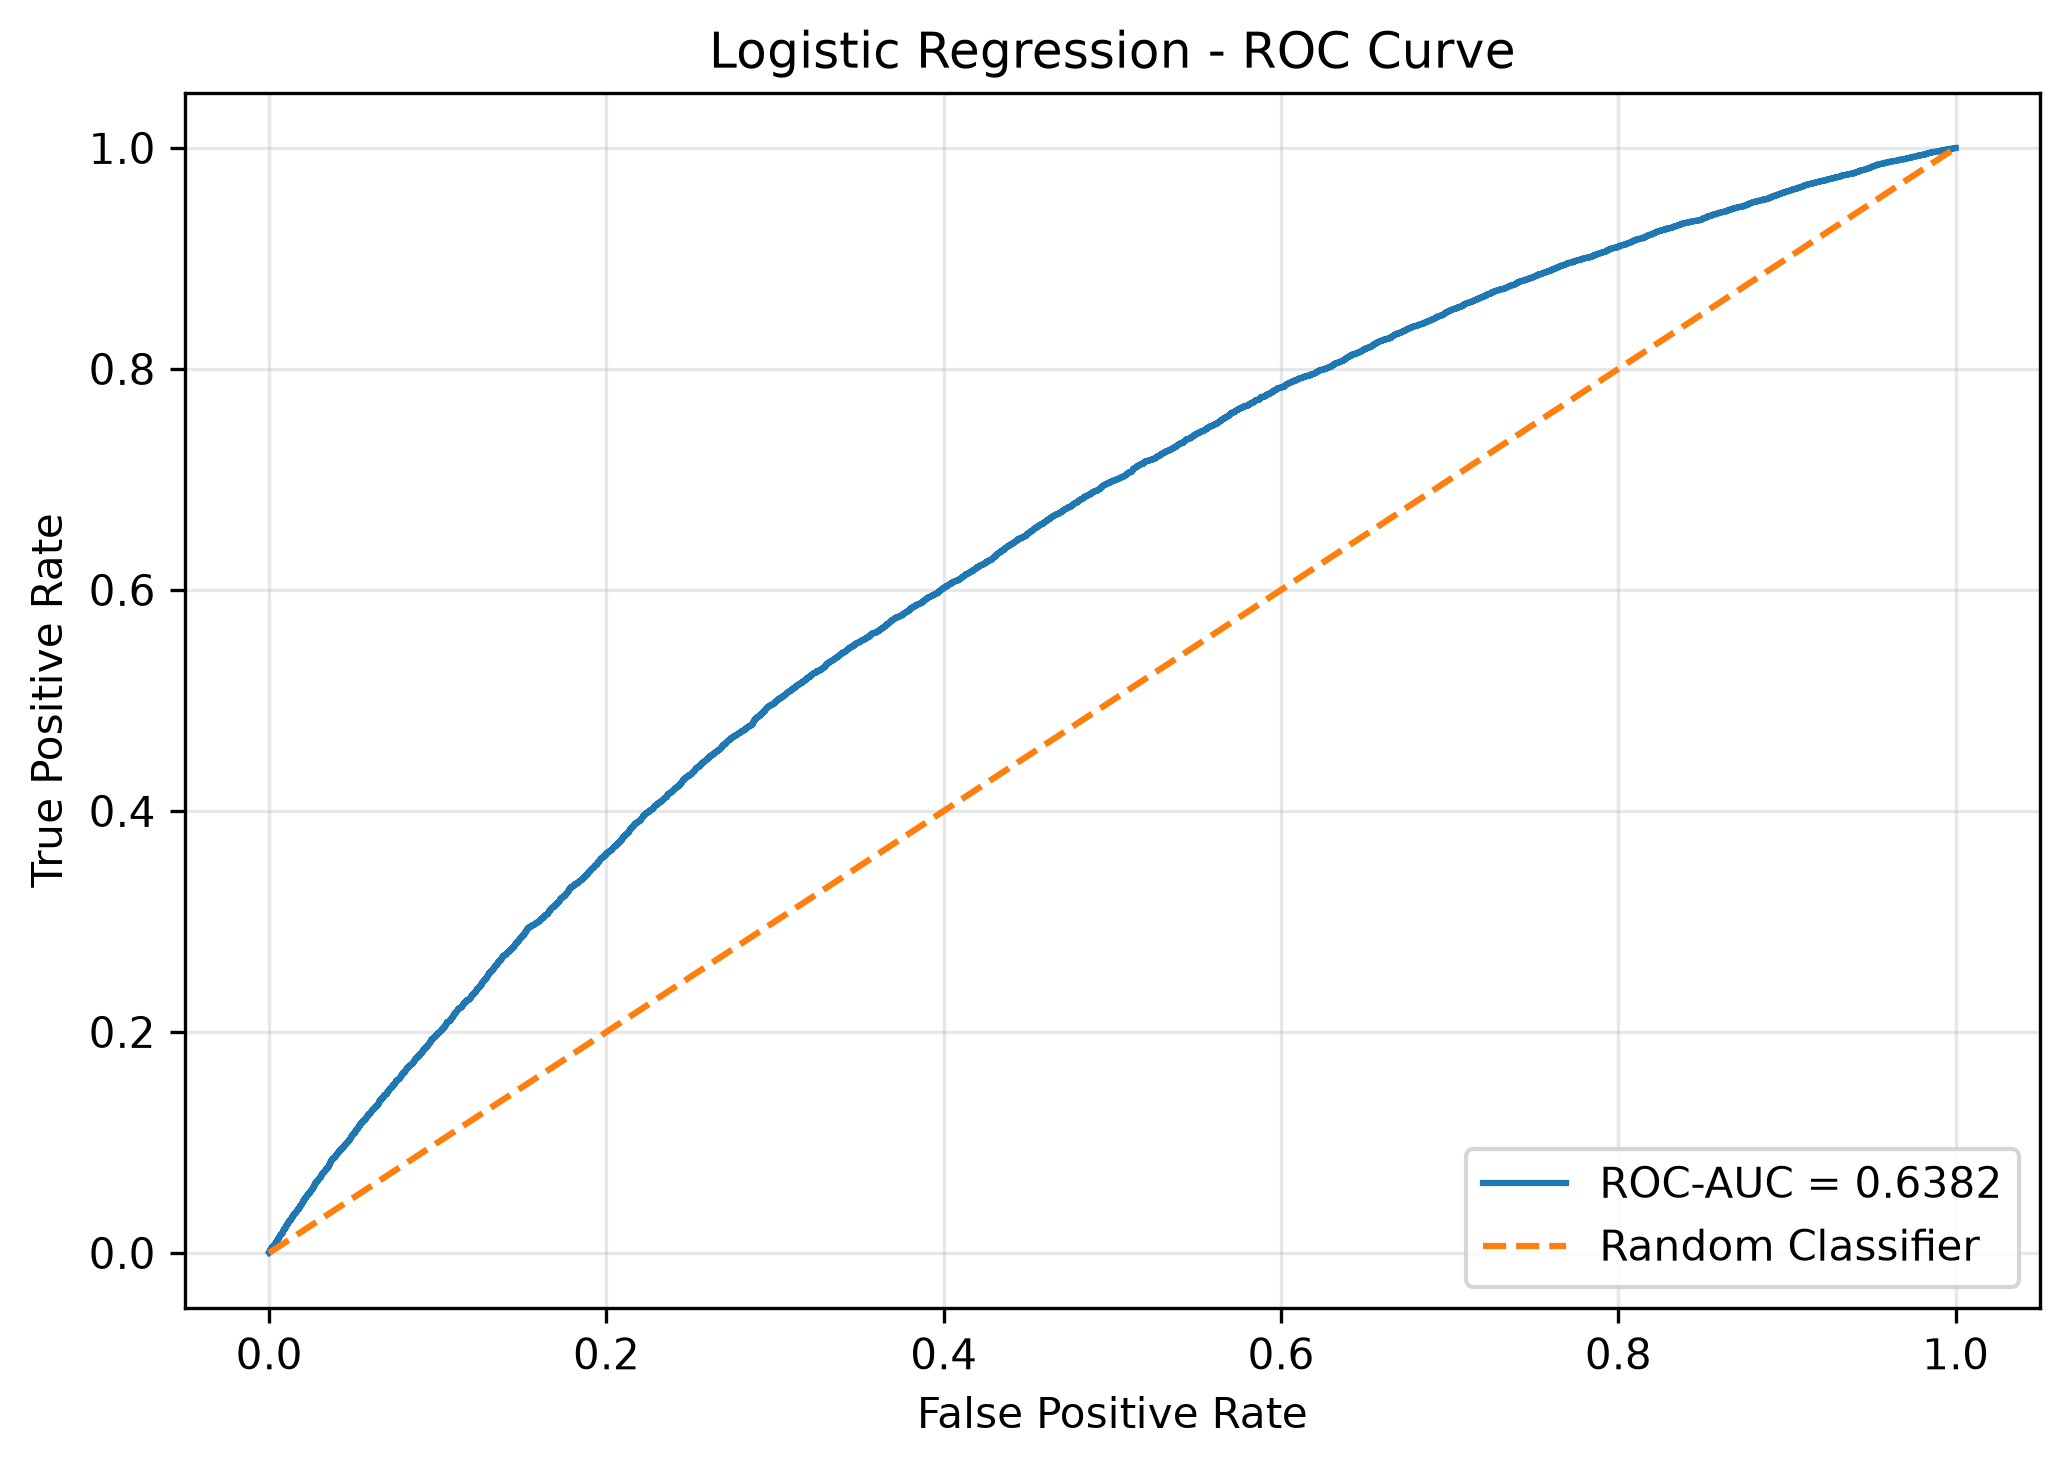 Logistic Regression - ROC Curve
1.0
0.8
0.6
0.4
0.2
0.0
True Positive Rate
ROC-AUC = 0.6382
Random Classifier
0.0 0.2 0.4 0.6 0.8 1.0
False Positive Rate